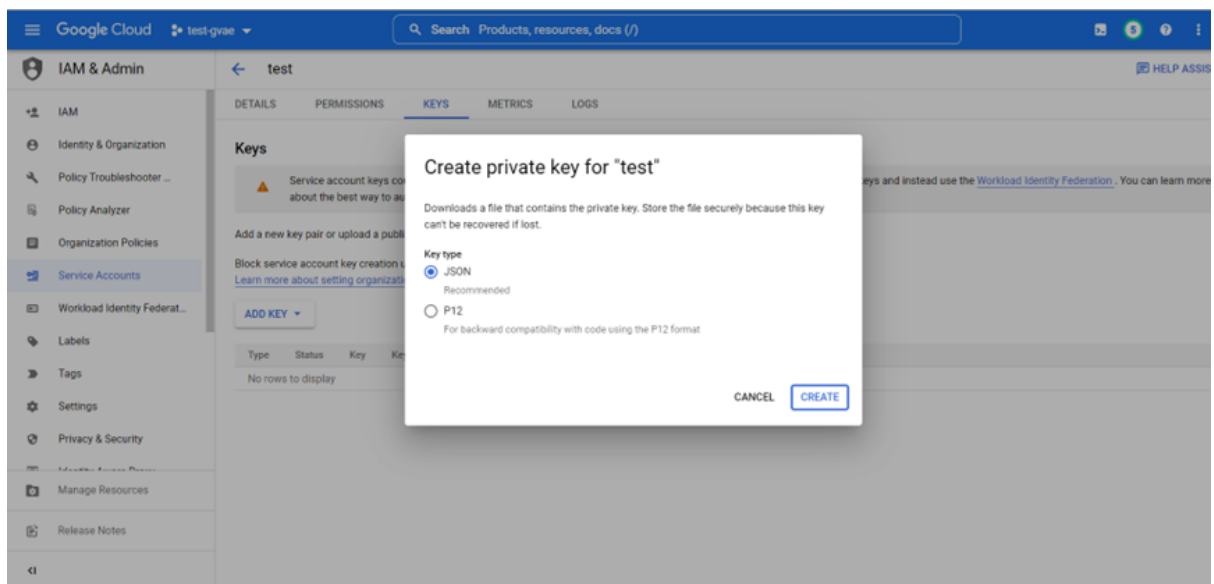 Google Cloud
test-gvae
Search Products, resources, docs (/)
S
IAM & Admin
test
HELP ASSIS
IAM
Identity & Organization
Policy Troubleshooter ...
Policy Analyzer
Organization Policies
Service Accounts
Workload Identity Federat...
Labels
Tags
Settings
Privacy & Security
Manage Resources
Release Notes
DETAILS PERMISSIONS KEYS METRICS LOGS
Keys
Service account keys co
eys and instead use the Workload Identity Federation . You can learn more
about the best way to au
Add a new key pair or upload a publi
Block service account key creation u
Learn more about setting organizati
ADD KEY
Type Status Key Ke
No rows to display
Create private key for "test"
Downloads a file that contains the private key. Store the file securely because this key
can't be recovered if lost.
Key type
JSON
Recommended
P12
For backward compatibility with code using the P12 format
CANCEL CREATE